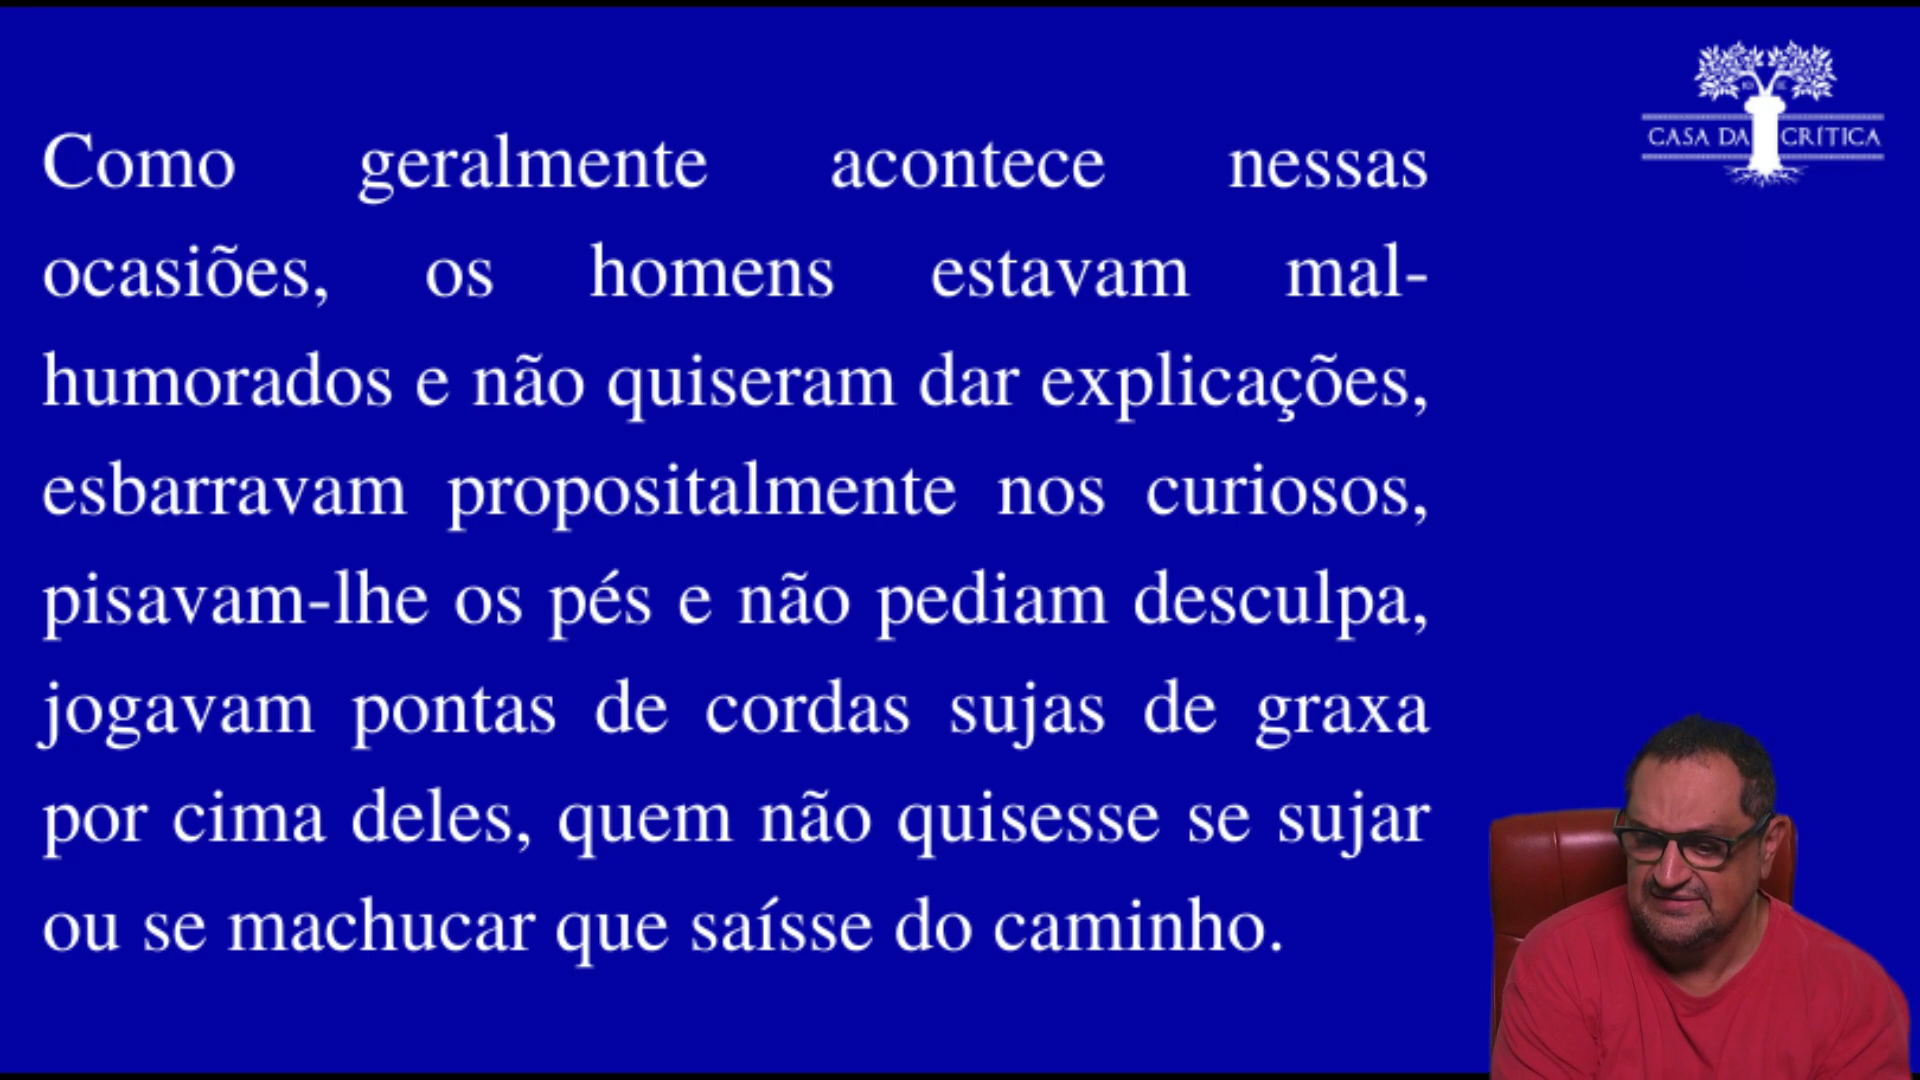 CASA DA CRÍTICA
Como geralmente acontece nessas
ocasiões, os homens estavam mal-
humorados e não quiseram dar explicações,
esbarravam propositalmente nos curiosos,
pisavam-lhe os pés e não pediam desculpa,
jogavam pontas de cordas sujas de graxa
por cima deles, quem não quisesse se sujar
ou se machucar que saísse do caminho.